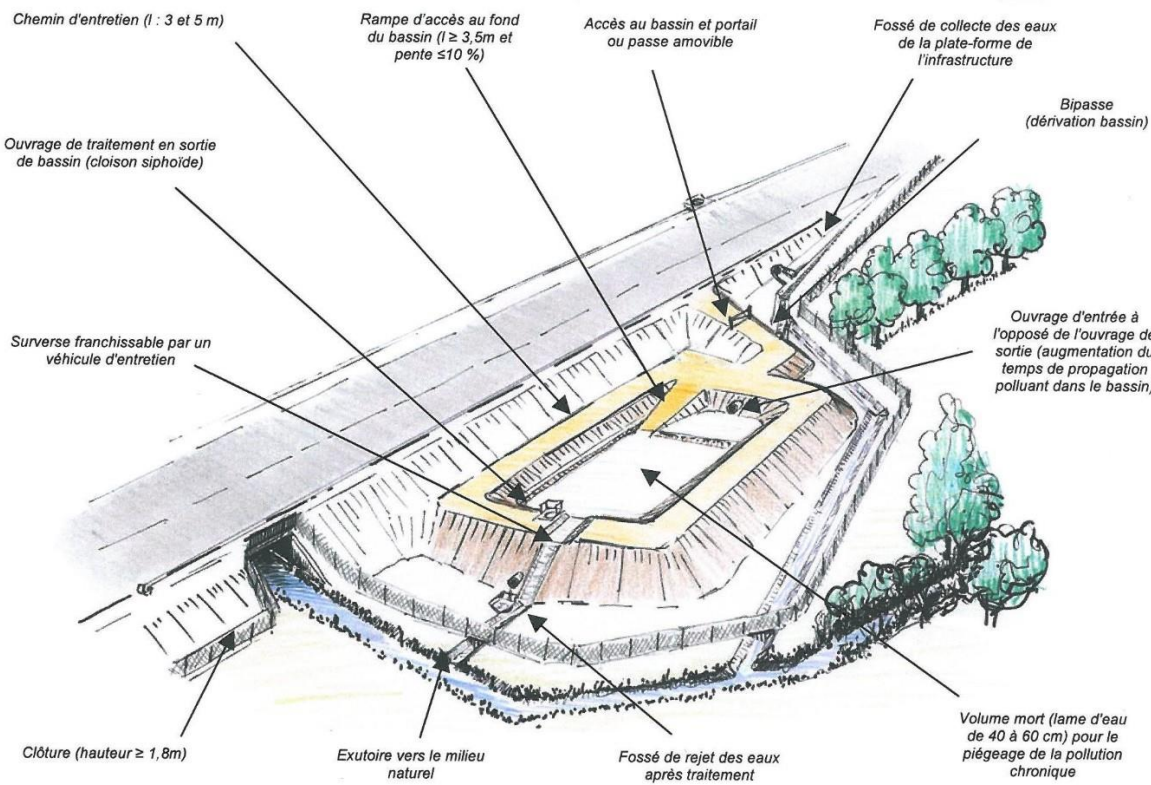 Chemin d'entretien (l : 3 et 5 m)
Rampe d'accès au fond
du bassin (l ≥ 3,5m et
pente ≤10 %)
Accès au bassin et portail
ou passe amovible
Fossé de collecte des eaux
de la plate-forme de
l'infrastructure
Bipasse
(dérivation bassin)
Ouvrage de traitement en sortie
de bassin (cloison siphoïde)
Surverse franchissable par un
véhicule d'entretien
Ouvrage d'entrée à
l'opposé de l'ouvrage de
sortie (augmentation du
temps de propagation
polluant dans le bassin)
Clôture (hauteur ≥ 1,8m)
Exutoire vers le milieu
naturel
Fossé de rejet des eaux
après traitement
Volume mort (lame d'eau
de 40 à 60 cm) pour le
piégeage de la pollution
chronique